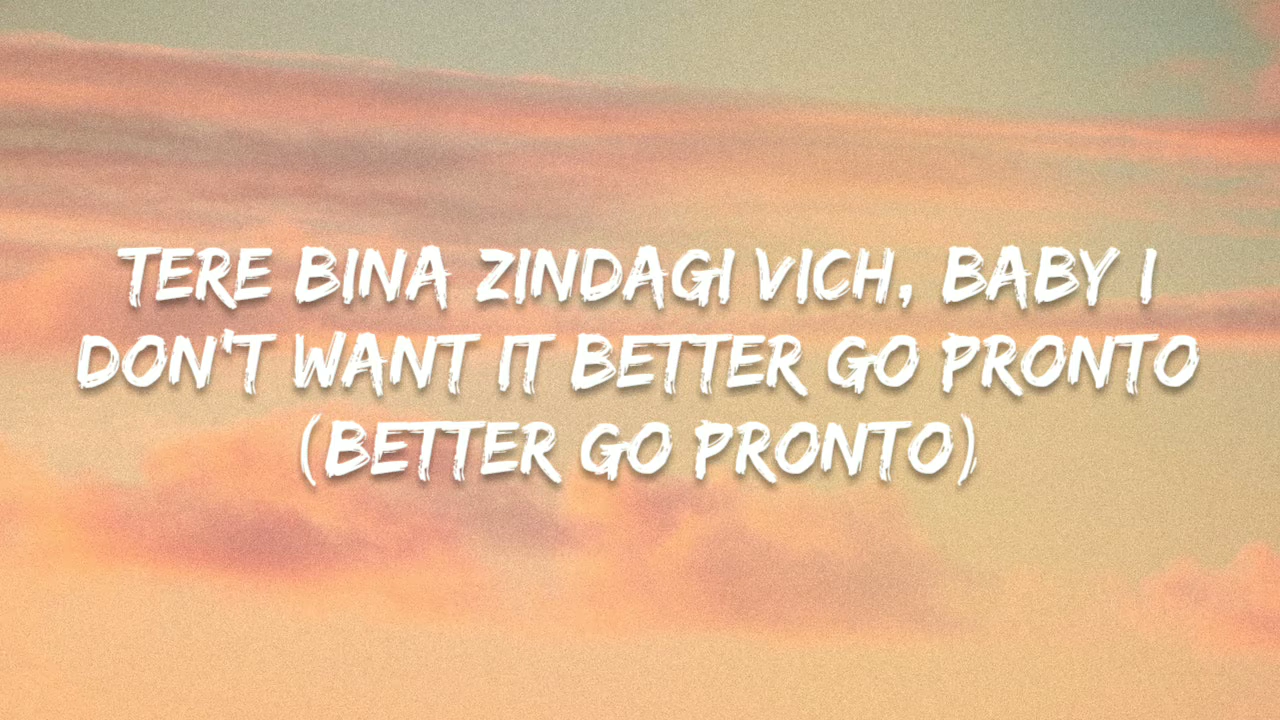 TERE BINA ZINDAGI VICH, BABY I
DON'T WANT IT BETTER GO PRONTO
(BETTER GO PRONTO)